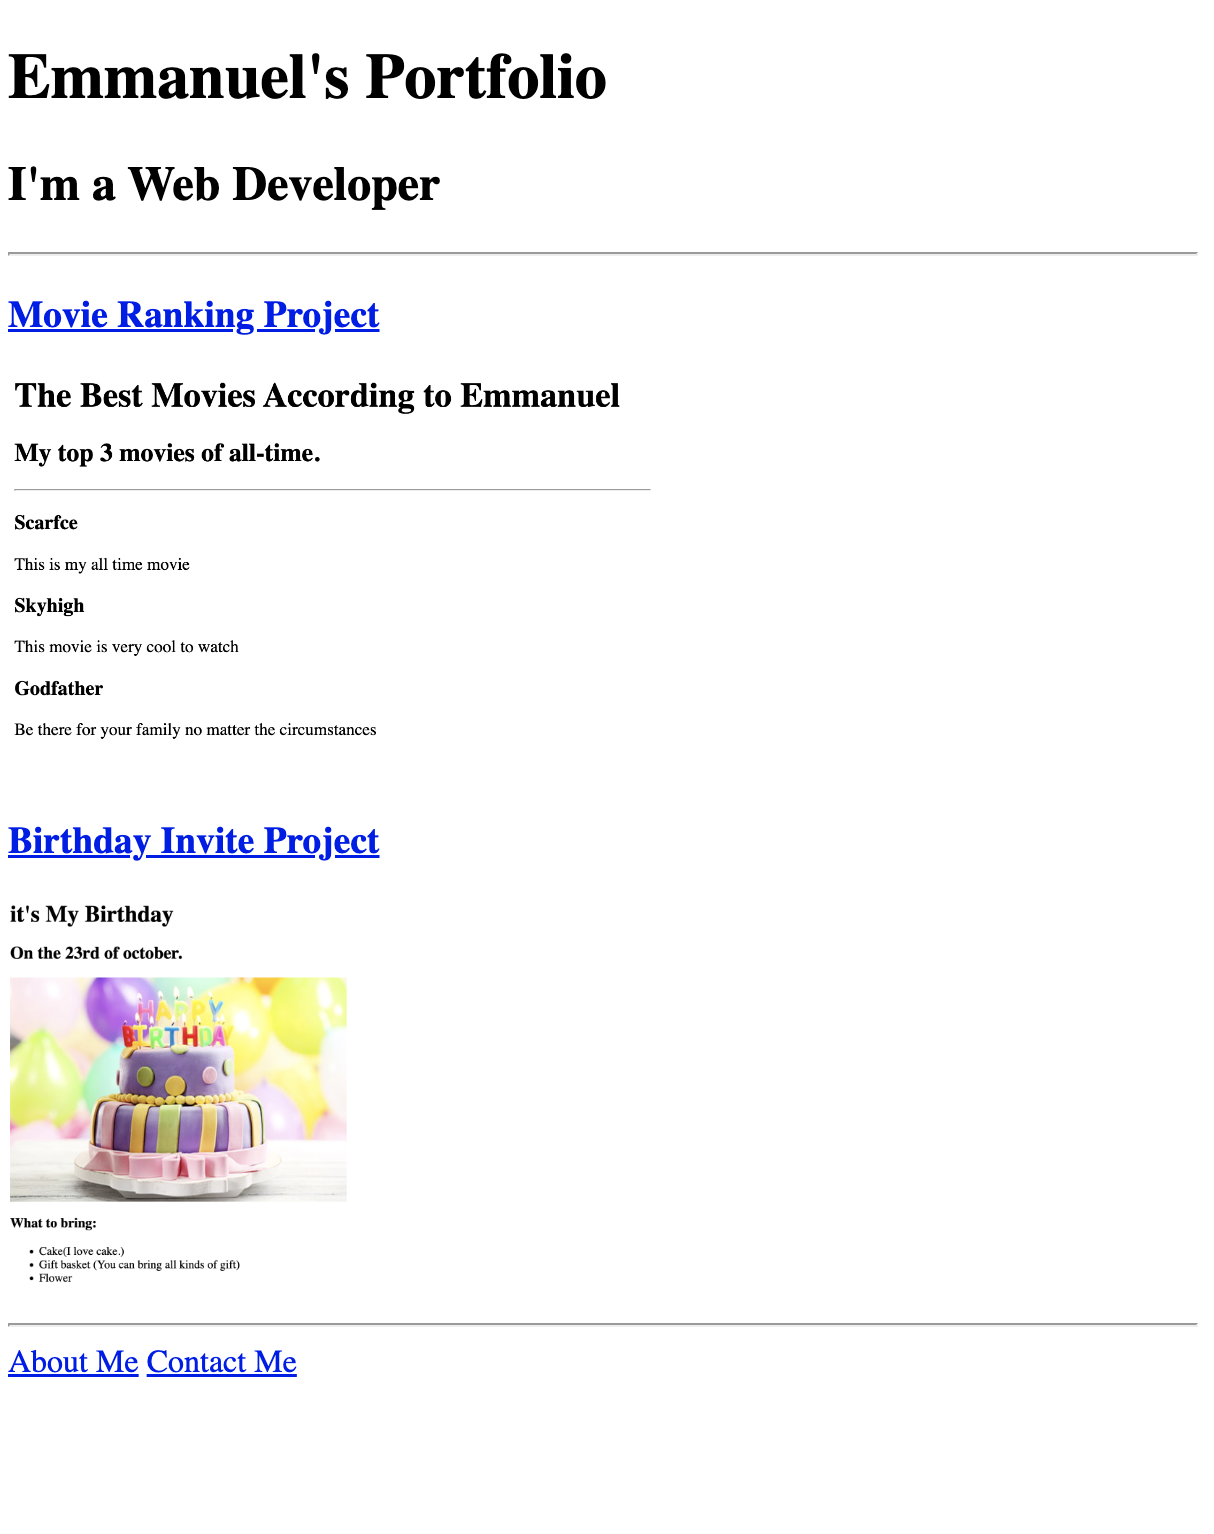 Emmanuel's Portfolio
I'm a Web Developer
Movie Ranking Project
The Best Movies According to Emmanuel
My top 3 movies of all-time.
Scarfce
This is my all time movie
Skyhigh
This movie is very cool to watch
Godfather
Be there for your family no matter the circumstances
Birthday Invite Project
it's My Birthday
On the 23rd of october.
HAPPY
BIRTHDAY
What to bring:
• Cake(I love cake.)
• Gift basket (You can bring all kinds of gift)
• Flower
About Me Contact Me